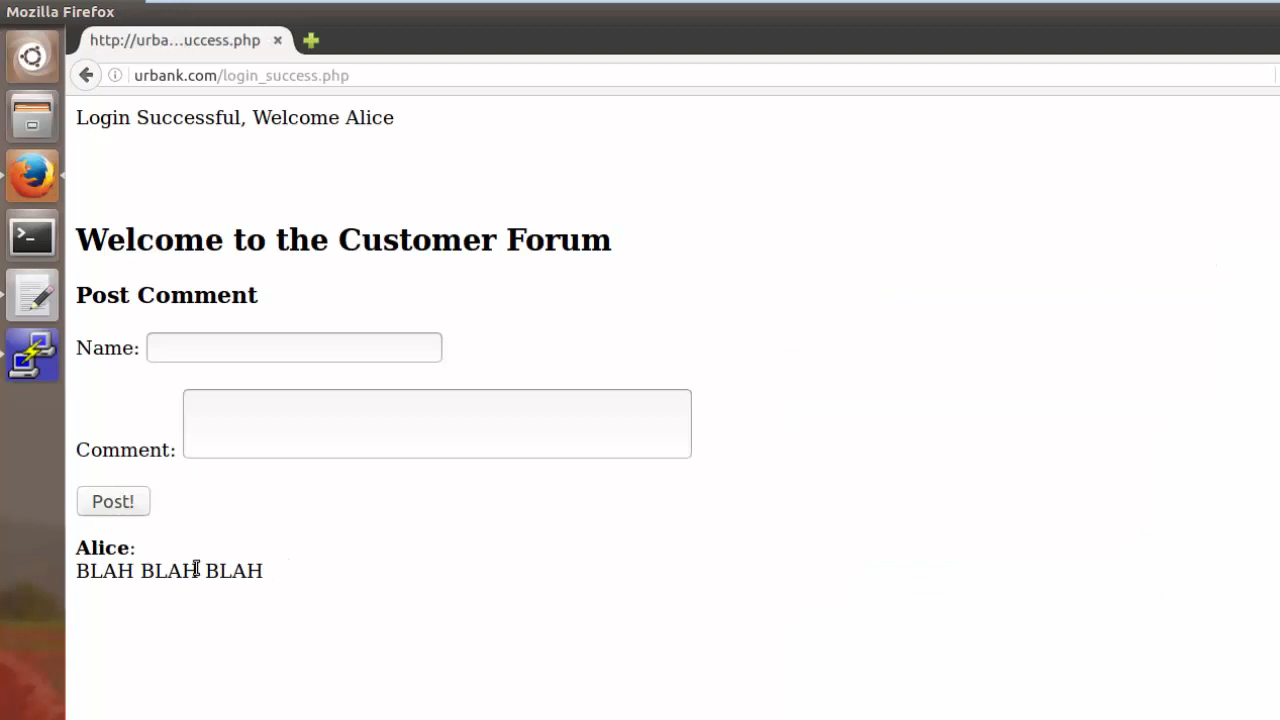 Mozilla Firefox
http://urba...uccess.php
urbank.com/login_success.php
Login Successful, Welcome Alice
Welcome to the Customer Forum
Post Comment
Name:
Comment:
Post!
Alice:
BLAH BLAH BLAH